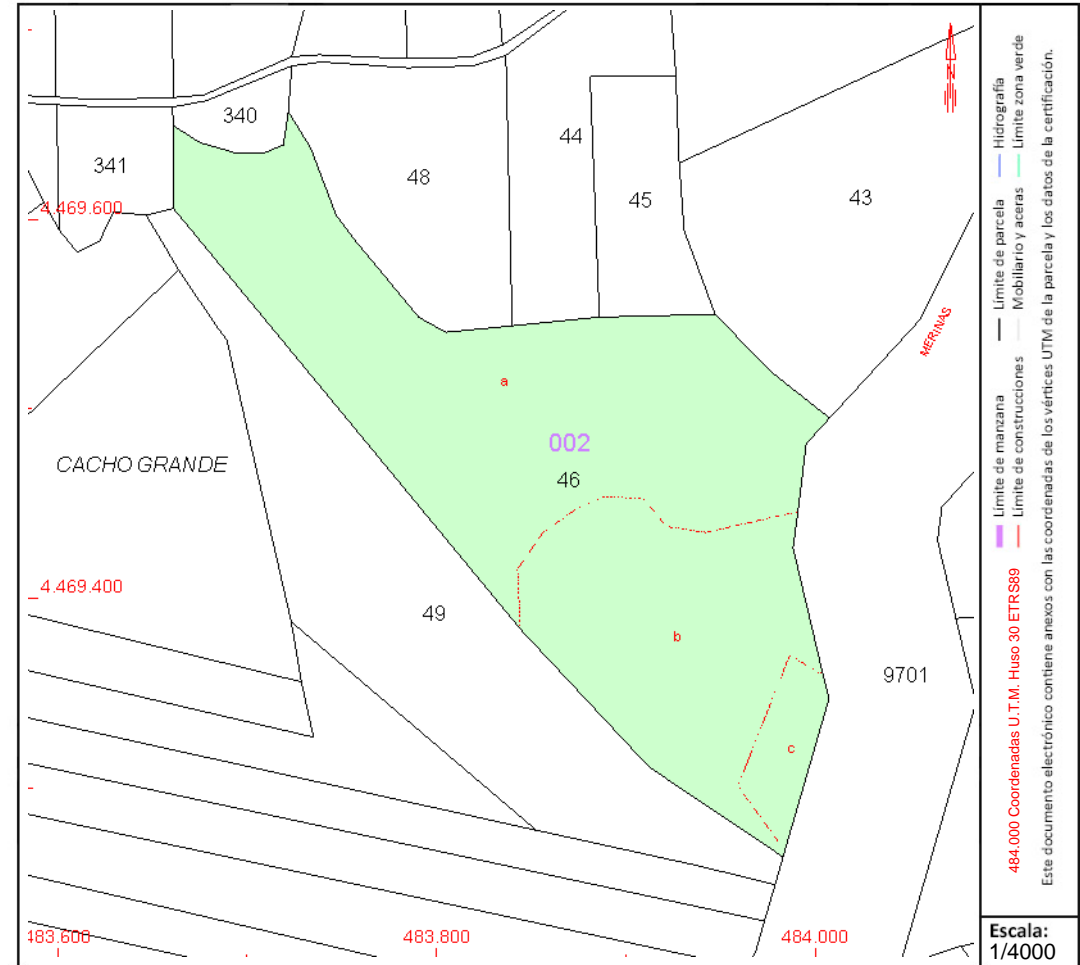 340
341
44
48
45
43
4.469.600
MERINAS
a
002
46
CACHO GRANDE
4.469.400
49
b
9701
c
483.600
483.800
484.000
N
Hidrografía
Límite zona verde
Límite de parcela
Mobiliario y aceras
Límite de manzana
Límite de construcciones
484.000 Coordenadas U.T.M. Huso 30 ETRS89
Este documento electrónico contiene anexos con las coordenadas de los vértices UTM de la parcela y los datos de la certificación.
Escala:
1/4000